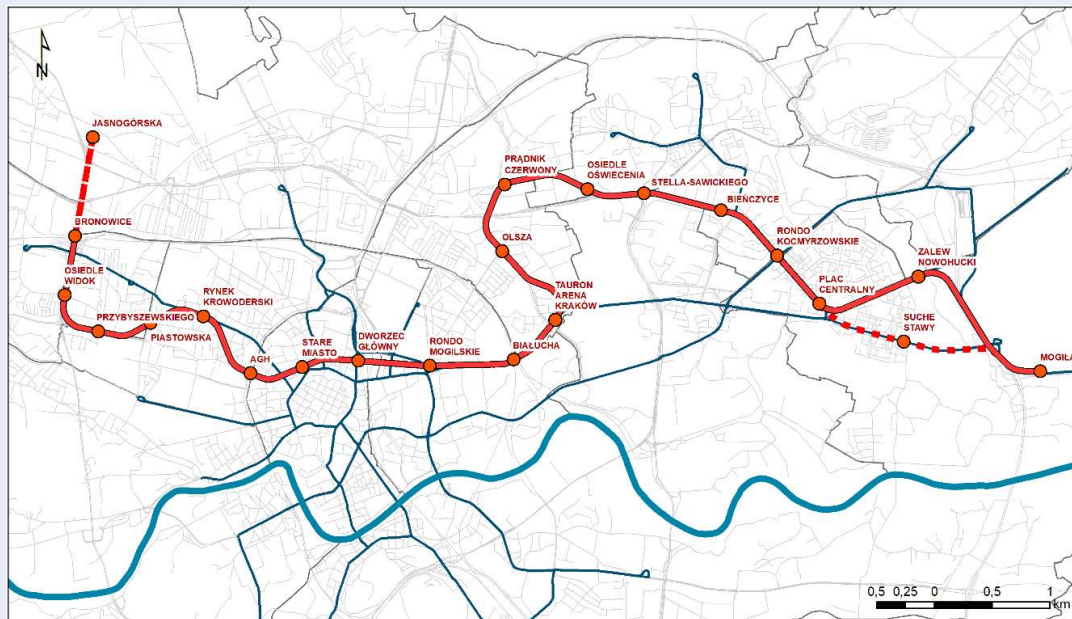 N
JASNOGÓRSKA
BRONOWICE
OSIEDLE
WIDOK
PRZYBYSZEWSKIEGO
PIASTOWSKA
RYNEK
KROWODERSKI
AGH
STARE
MIASTO
DWORZEC
GŁÓWNY
RONDO
MOGILSKIE
BIAŁUCHA
TAURON
ARENA
KRAKÓW
OLSZA
PRĄDNIK
CZERWONY
OSIEDLE
OŚWIECENIA
STELLA-SAWICKIEGO
BIEŃCZYCE
RONDO
KOCMYRZOWSKIE
PLAC
CENTRALNY
ZALEW
NOWOHUCKI
SUCHE
STAWY
MOGIŁA
0,5 0,25 0 0,5 1
km